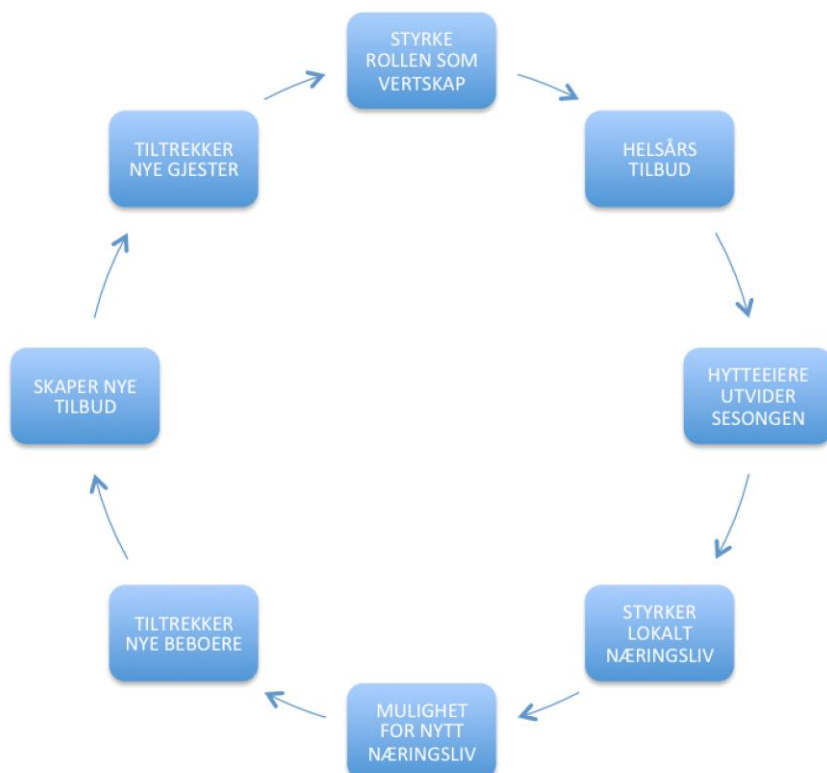 STYRKE
ROLLEN SOM
VERTSKAP
HELSÅRS
TILBUD
HYTTEEIERE
UTVIDER
SESONGEN
STYRKER
LOKALT
NÆRINGSLIV
MULIGHET
FOR NYTT
NÆRINGSLIV
TILTREKKER
NYE BEBOERE
SKAPER NYE
TILBUD
TILTREKKER
NYE GJESTER